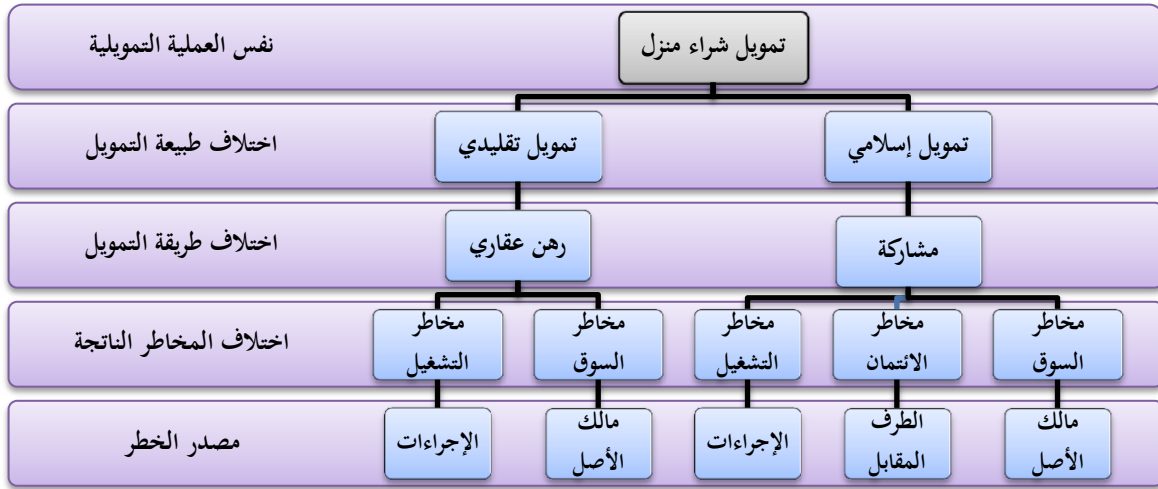 تمويل شراء منزل
نفس العملية التمويلية
تمويل إسلامي
تمويل تقليدي
اختلاف طبيعة التمويل
مشاركة
رهن عقاري
اختلاف طريقة التمويل
مخاطر
السوق
مخاطر
الائتمان
مخاطر
التشغيل
مخاطر
السوق
مخاطر
التشغيل
اختلاف المخاطر الناتجة
مالك
الأصل
الطرف
المقابل
الإجراءات
مالك
الأصل
الإجراءات
مصدر الخطر